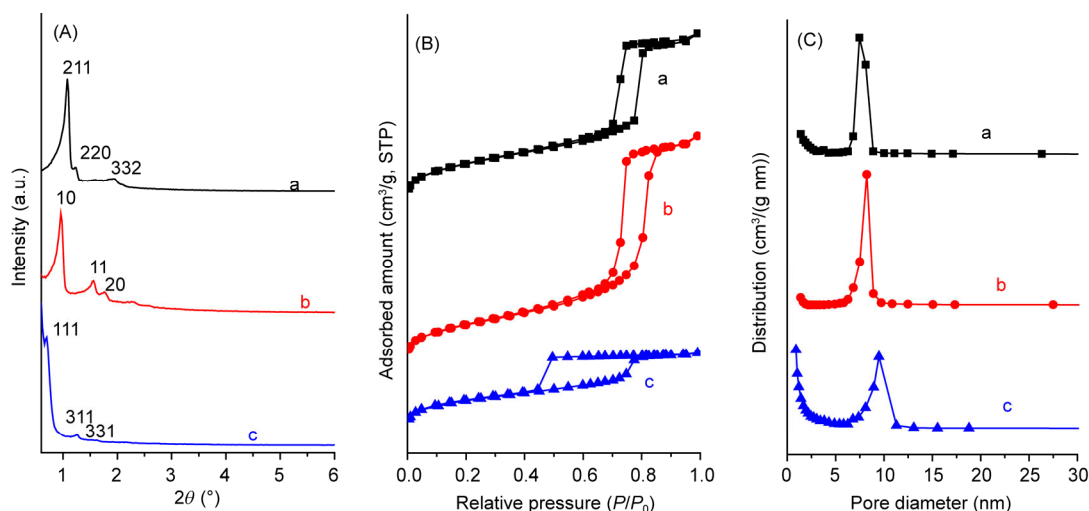 (A)
211
220
332
a
10
11
20
b
111
311
331
c
Intensity (a.u.)
1 2 3 4 5 6
2θ (°)
(B)
a
b
c
Adsorbed amount (cm³/g, STP)
0.0 0.2 0.4 0.6 0.8 1.0
Relative pressure (P/P₀)
(C)
a
b
c
Distribution (cm³/(g nm))
0 5 10 15 20 25 30
Pore diameter (nm)